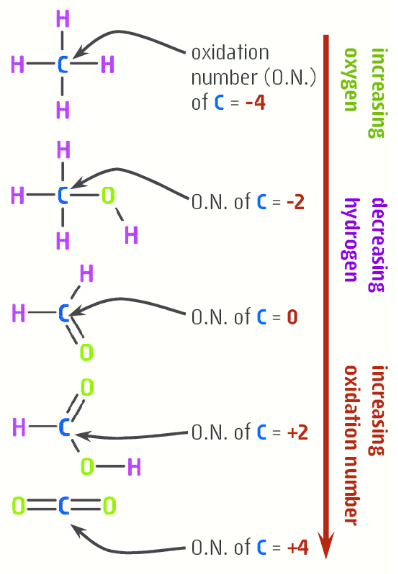 H
H C H
H
oxidation
number (O.N.)
of C = -4
increasing
oxygen
H
H C O
H
H
O.N. of C = -2
decreasing
hydrogen
H
H C
O
O.N. of C = 0
O
H C
O H
O.N. of C = +2
increasing
oxidation number
O C O
O.N. of C = +4